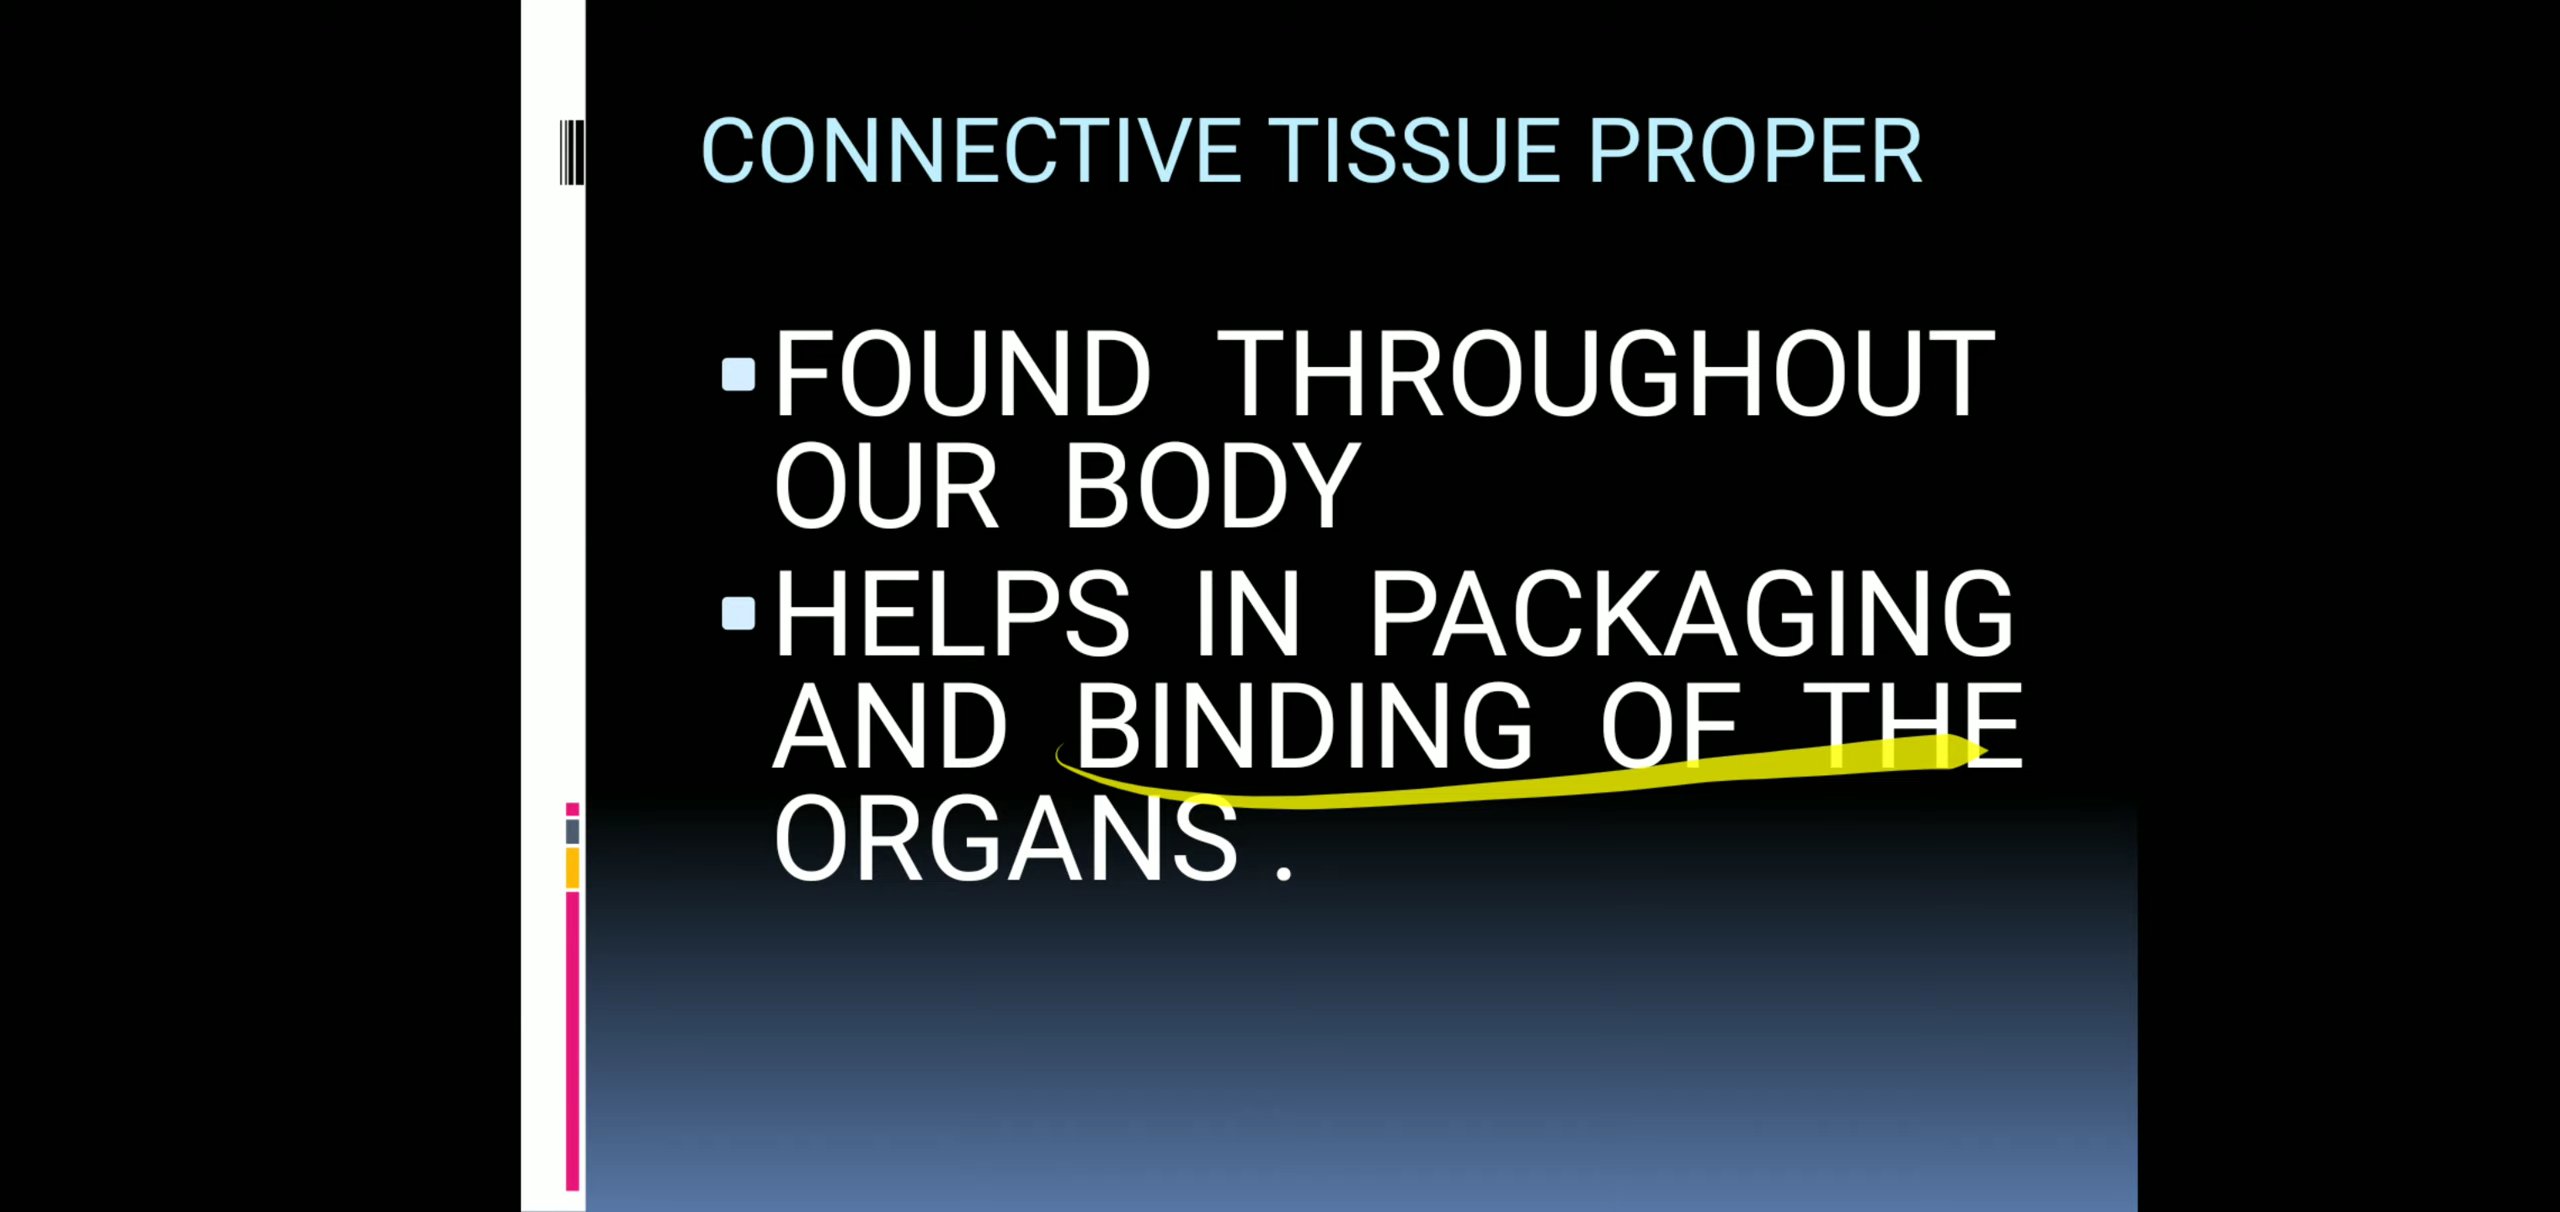 CONNECTIVE TISSUE PROPER
FOUND THROUGHOUT
OUR BODY
HELPS IN PACKAGING
AND BINDING OF THE
ORGANS .